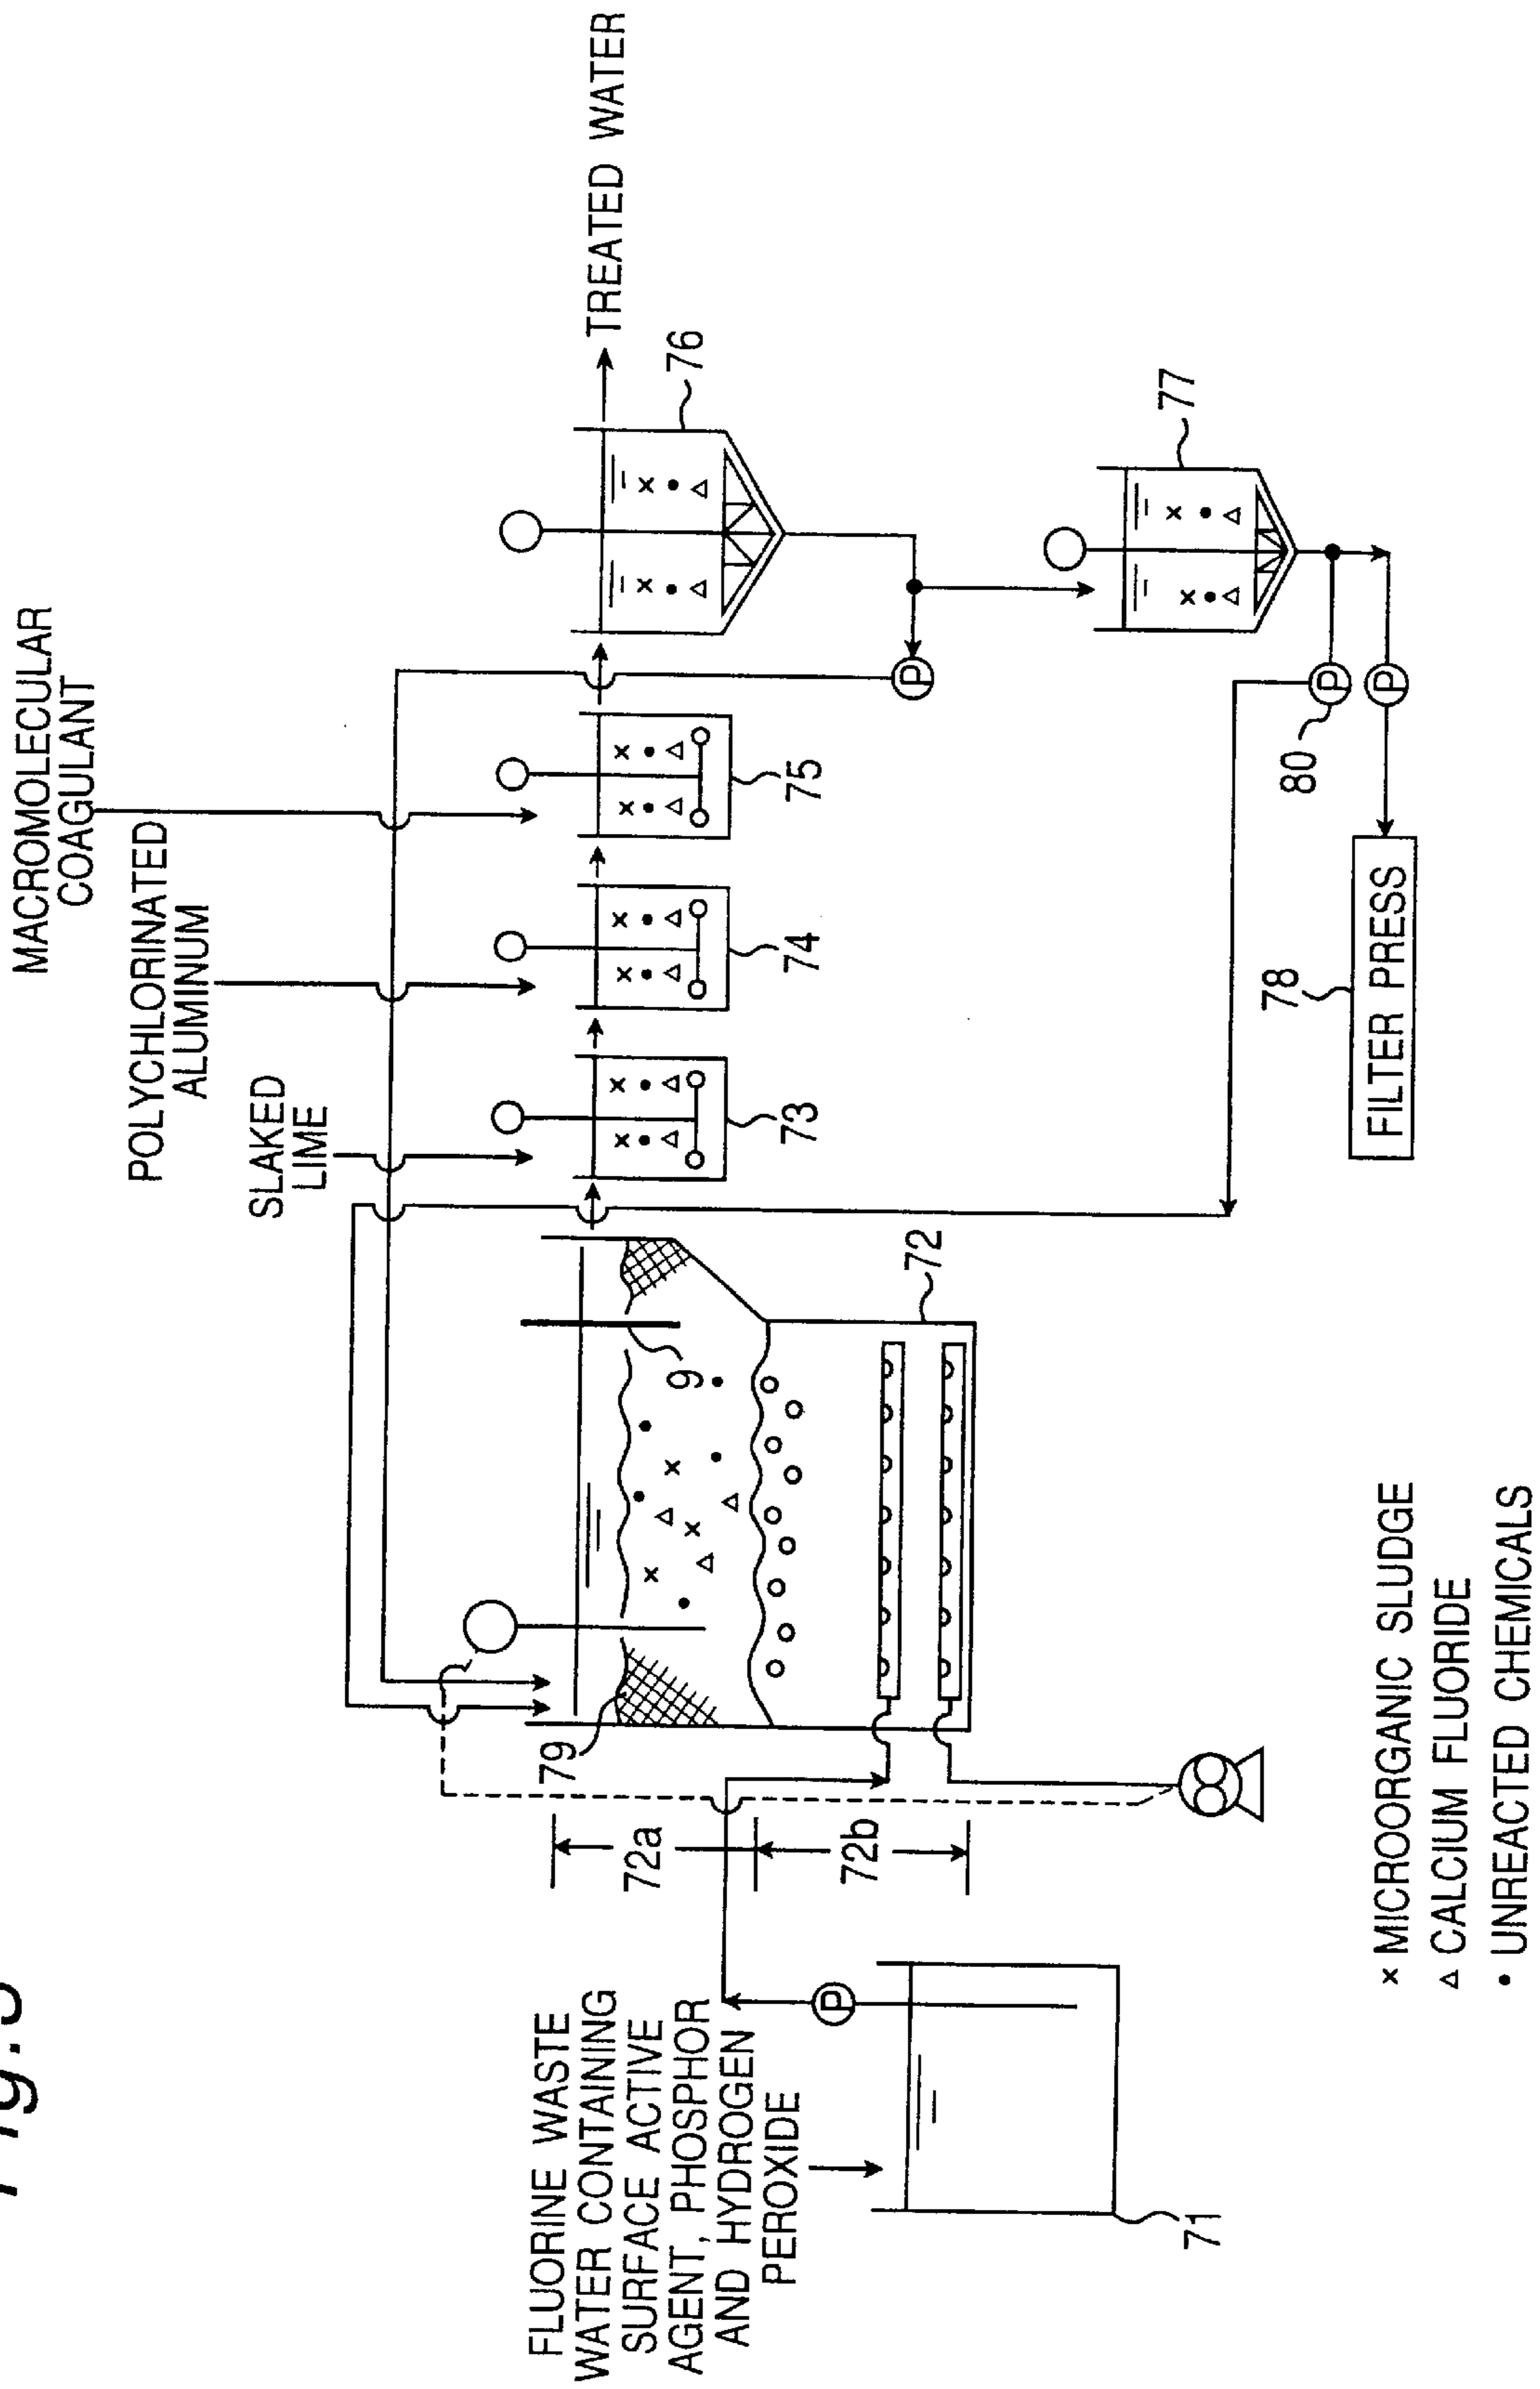 MACROMOLECULAR
COAGULANT
POLYCHLORINATED
ALUMINUM
SLAKED
LIME
TREATED WATER
76
75
74
73
77
P
P
80
P
78
FILTER PRESS
72
9
79
72a
72b
FLUORINE WASTE
WATER CONTAINING
SURFACE ACTIVE
AGENT, PHOSPHOR
AND HYDROGEN
PEROXIDE
P
71
× MICROORGANIC SLUDGE
△ CALCIUM FLUORIDE
• UNREACTED CHEMICALS